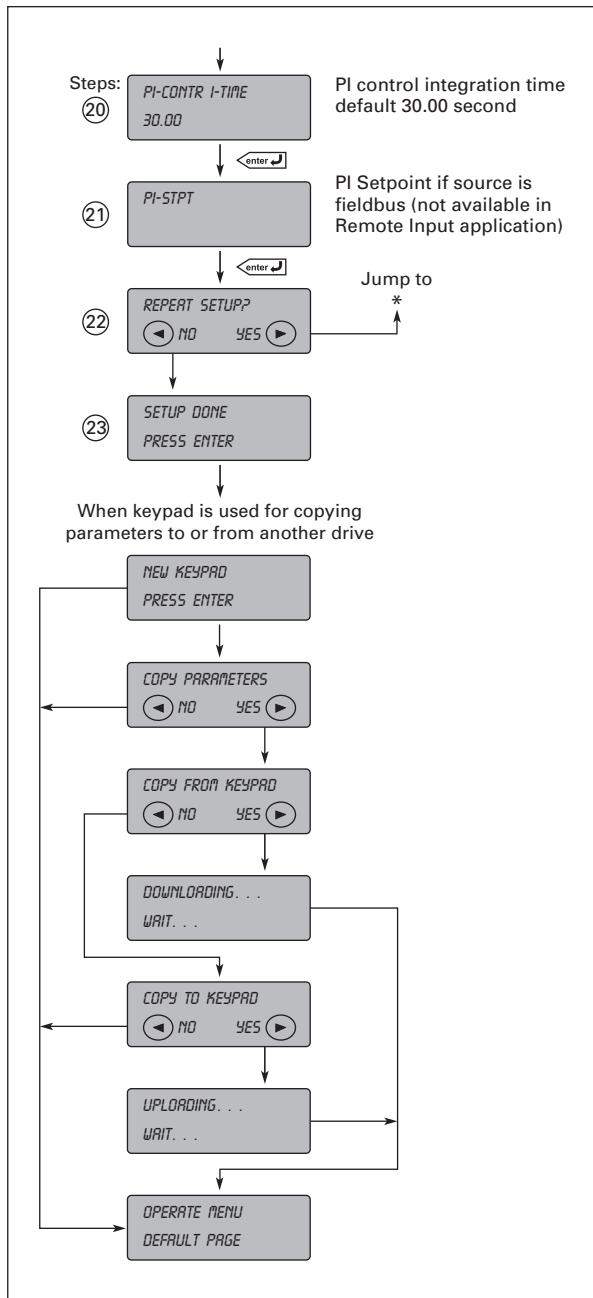 Steps:
20
PI-CONTR I-TIME
30.00
PI control integration time
default 30.00 second
enter
21
PI-STPT
PI Setpoint if source is
fieldbus (not available in
Remote Input application)
enter
22
REPEAT SETUP?
NO YES
Jump to
*
23
SETUP DONE
PRESS ENTER
When keypad is used for copying
parameters to or from another drive
NEW KEYPAD
PRESS ENTER
COPY PARAMETERS
NO YES
COPY FROM KEYPAD
NO YES
DOWNLOADING. . .
WAIT. . .
COPY TO KEYPAD
NO YES
UPLOADING. . .
WAIT. . .
OPERATE MENU
DEFAULT PAGE